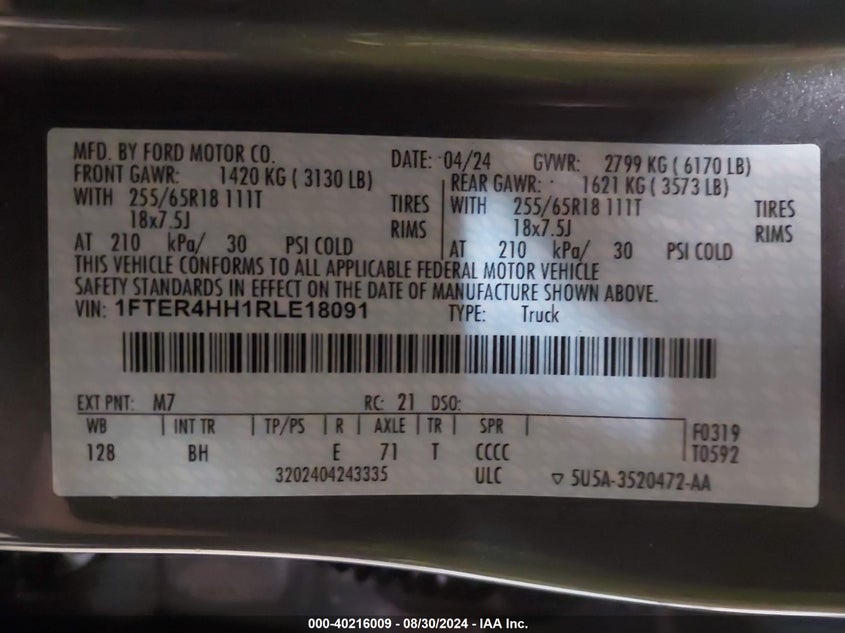 MFD. BY FORD MOTOR CO. DATE: 04/24 GVWR: 2799 KG ( 6170 LB)
FRONT GAWR: 1420 KG ( 3130 LB) REAR GAWR: 1621 KG ( 3573 LB)
WITH 255/65R18 111T TIRES WITH 255/65R18 111T TIRES
18x7.5J RIMS 18x7.5J RIMS
AT 210 kPa/ 30 PSI COLD AT 210 kPa/ 30 PSI COLD
THIS VEHICLE CONFORMS TO ALL APPLICABLE FEDERAL MOTOR VEHICLE
SAFETY STANDARDS IN EFFECT ON THE DATE OF MANUFACTURE SHOWN ABOVE.
VIN: 1FTER4HH1RLE18091 TYPE: Truck
EXT PNT: M7 RC: 21 DSO:
WB | INT TR | TP/PS | R | AXLE | TR | SPR F0319
128 BH E 71 T CCCC T0592
3202404243335 ULC ▽ 5U5A-3520472-AA
000-40216009 - 08/30/2024 - IAA Inc.